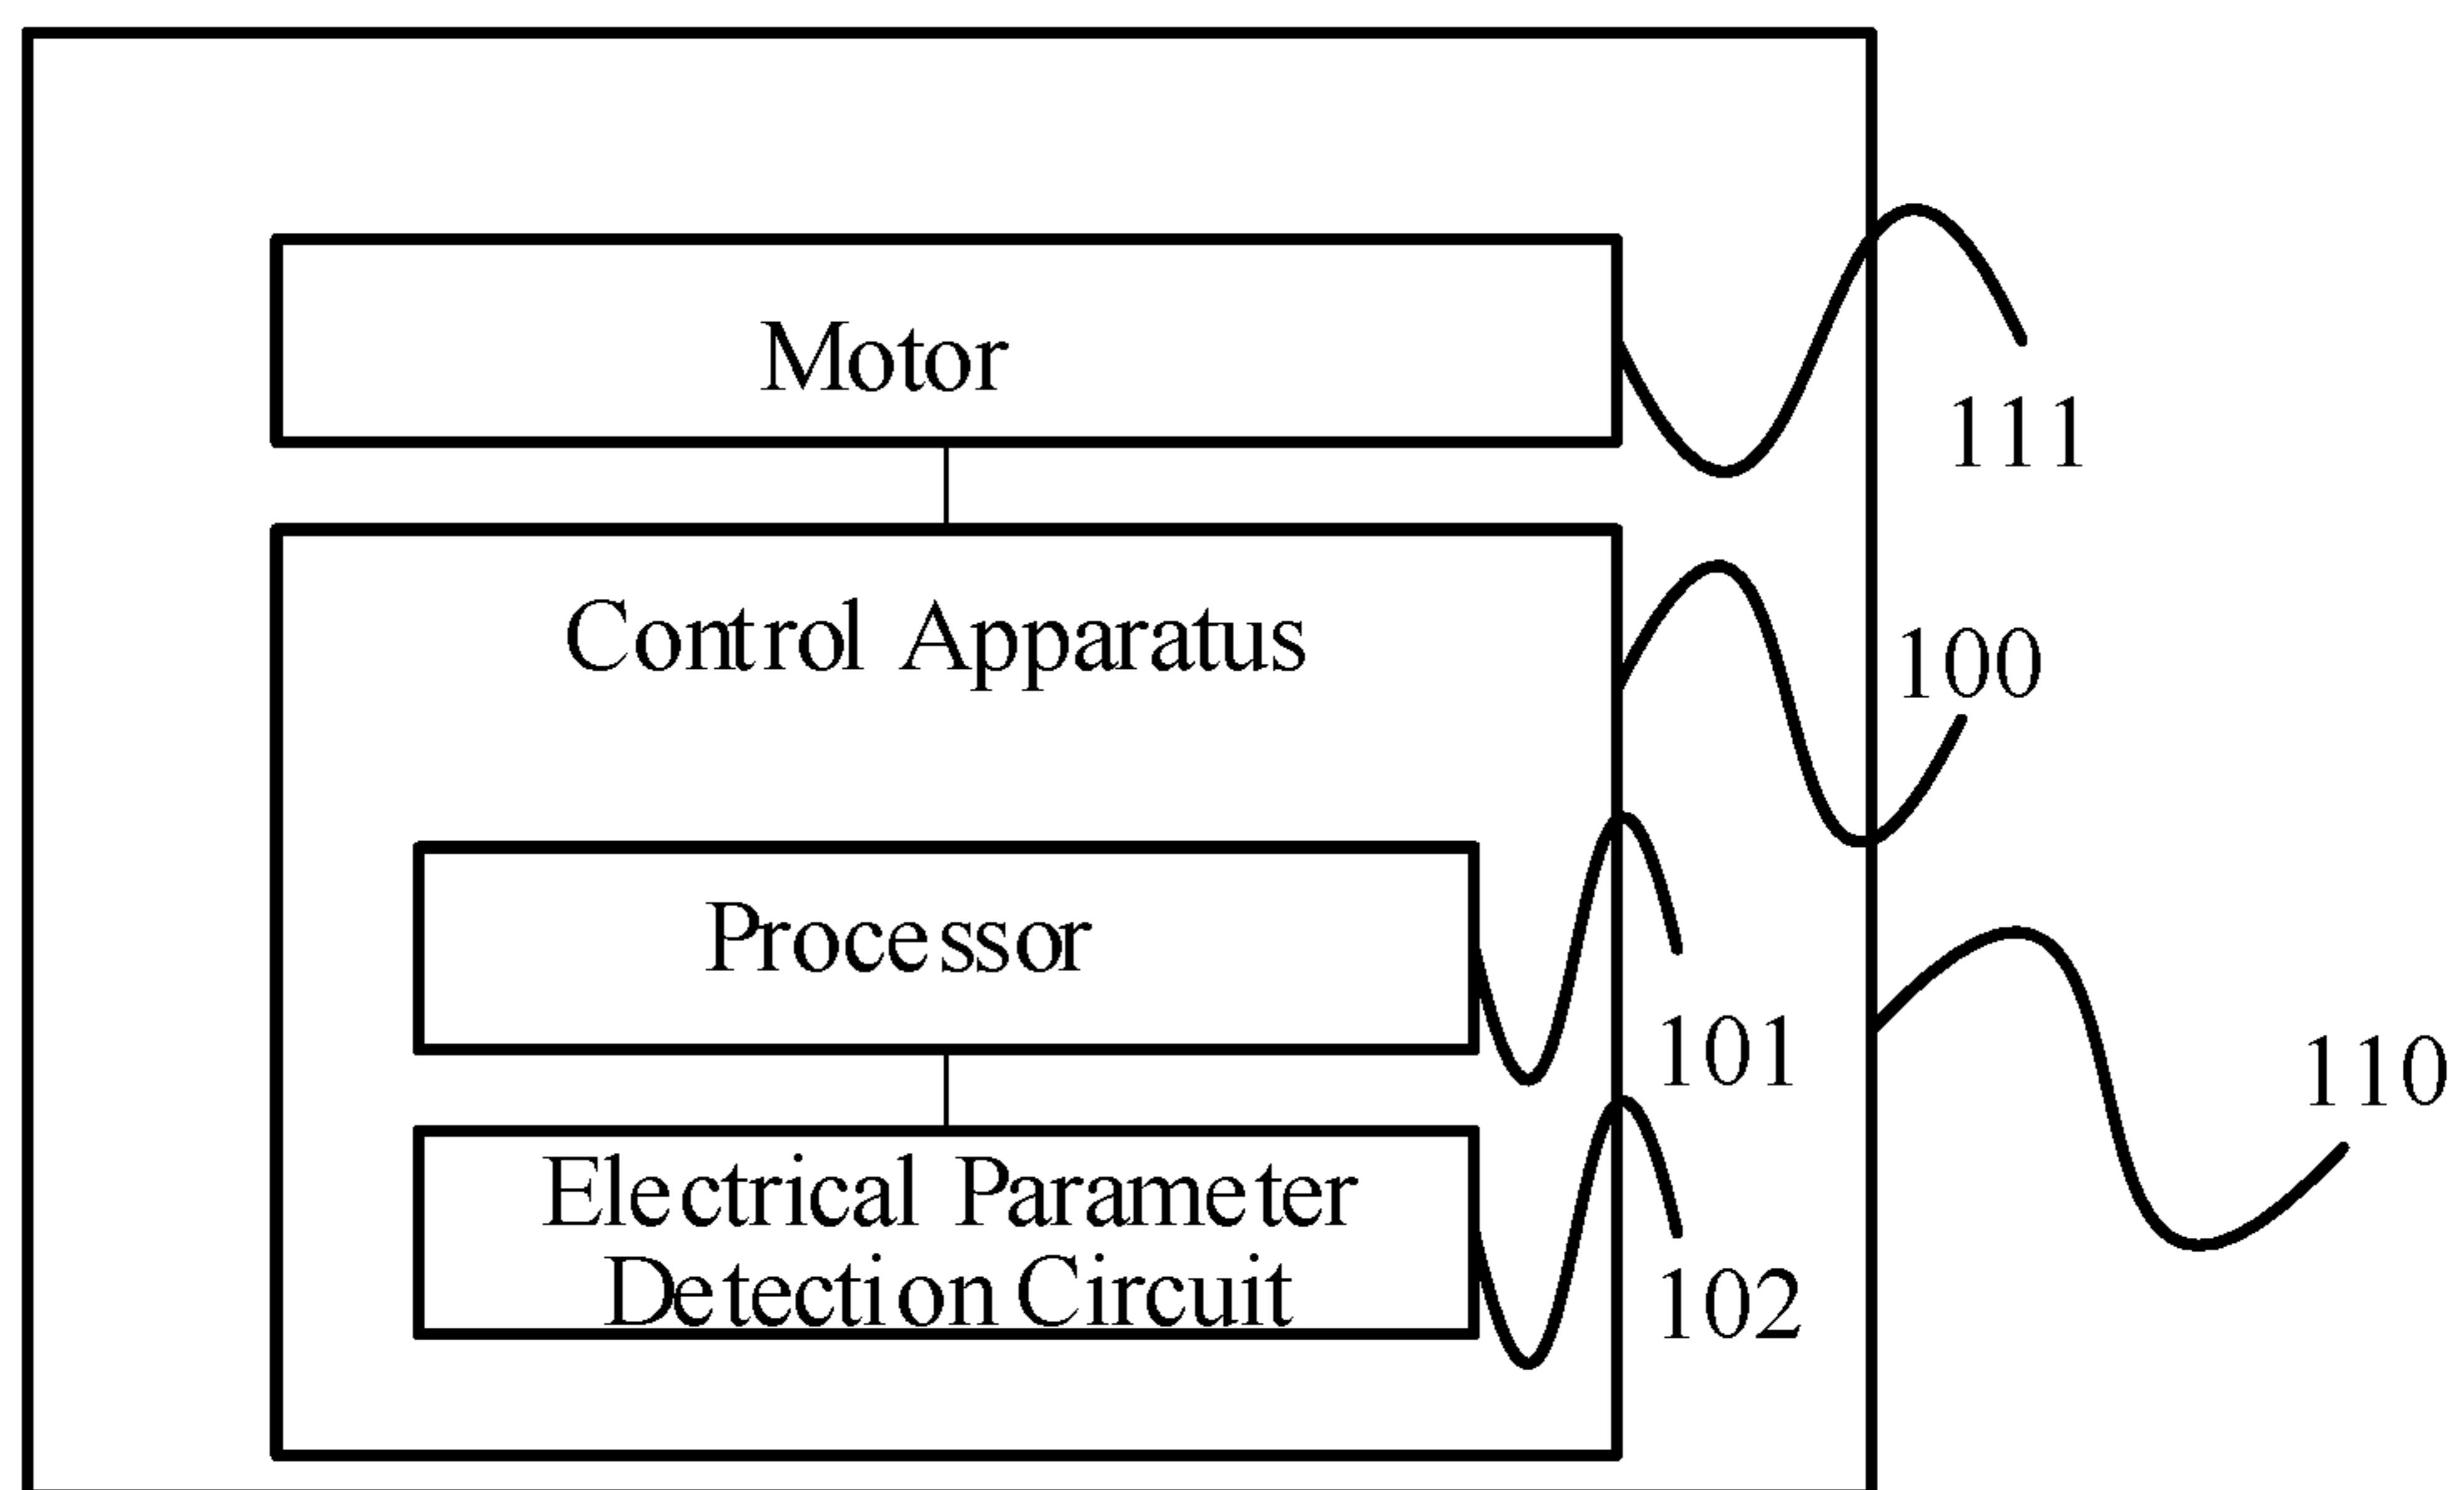 Motor
111
Control Apparatus
100
Processor
101
110
Electrical Parameter
Detection Circuit
102